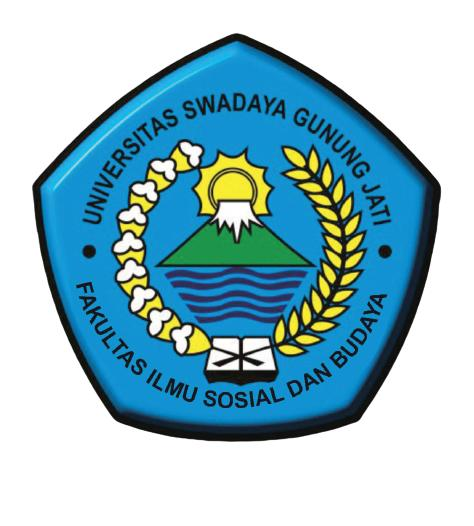 UNIVERSITAS SWADAYA GUNUNG JATI
FAKULTAS ILMU SOSIAL DAN BUDAYA